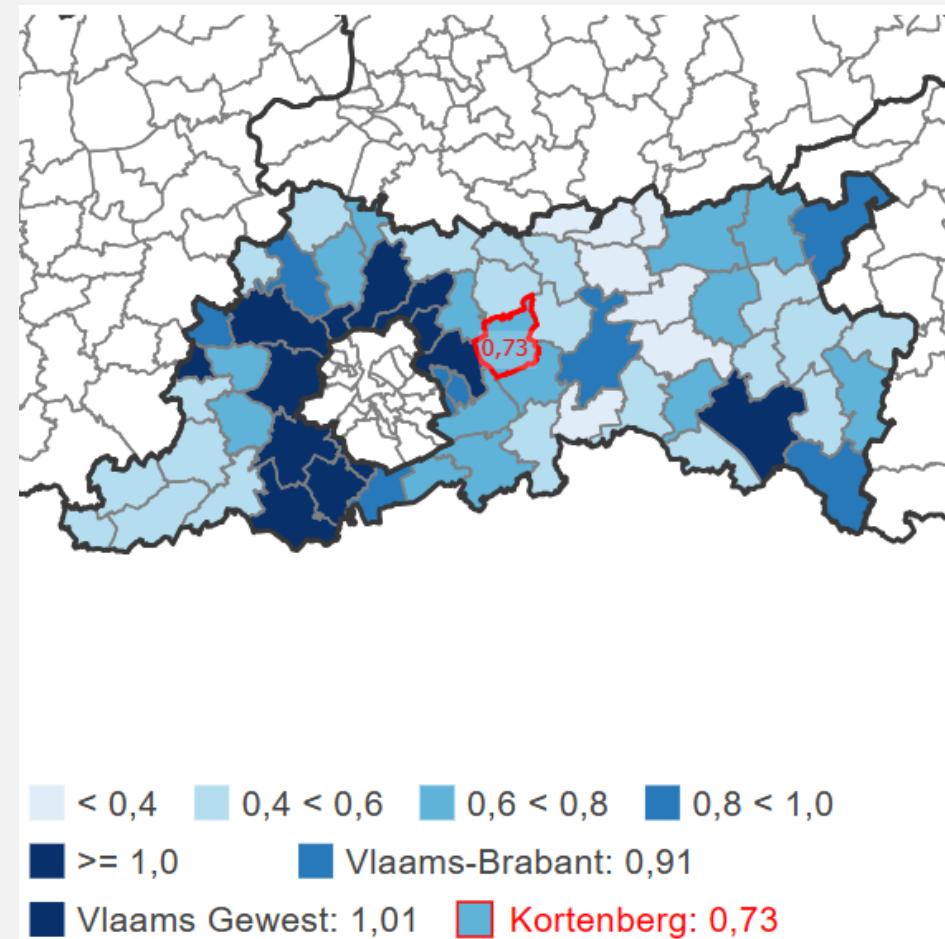 0,73
< 0,4 0,4 < 0,6 0,6 < 0,8 0,8 < 1,0
>= 1,0 Vlaams-Brabant: 0,91
Vlaams Gewest: 1,01 Kortenberg: 0,73